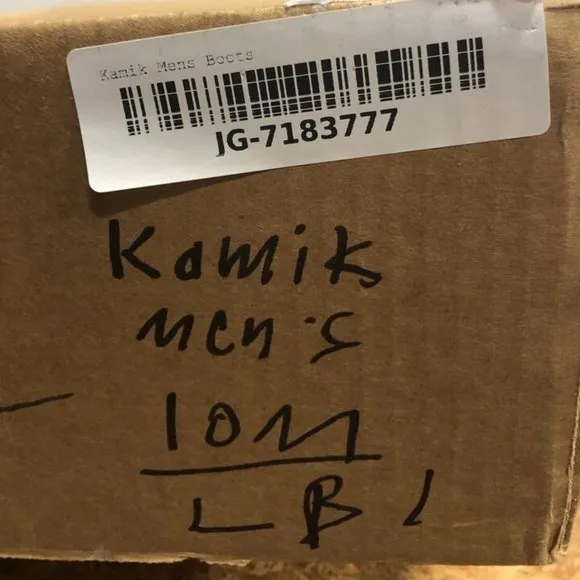 Kamik Mens Boots
JG-7183777
Kamik
Men's
10M
LB1